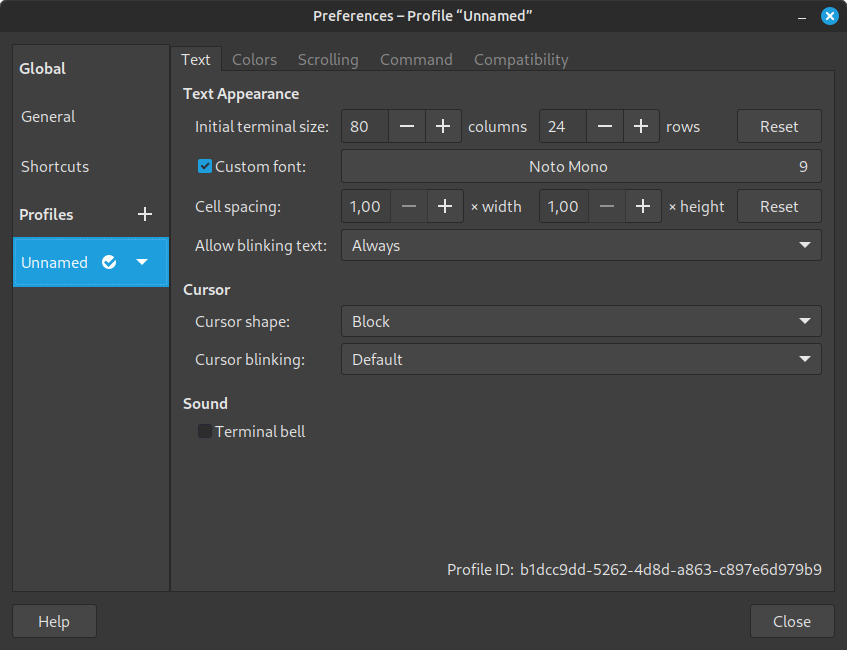 Preferences – Profile “Unnamed”
Global
General
Shortcuts
Profiles
Unnamed
Text Colors Scrolling Command Compatibility
Text Appearance
Initial terminal size: 80 columns 24 rows Reset
Custom font: Noto Mono 9
Cell spacing: 1,00 × width 1,00 × height Reset
Allow blinking text: Always
Cursor
Cursor shape: Block
Cursor blinking: Default
Sound
Terminal bell
Profile ID: b1dcc9dd-5262-4d8d-a863-c897e6d979b9
Help Close